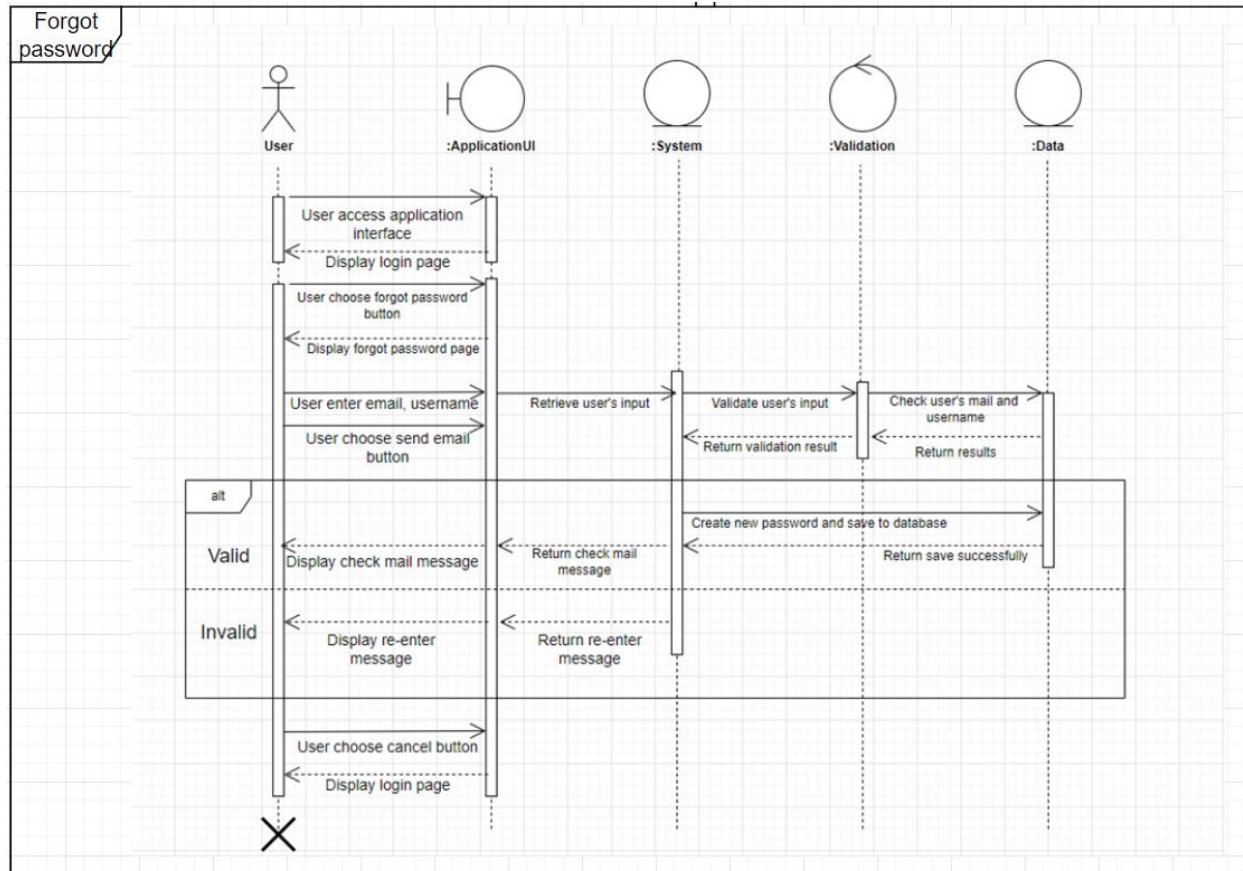 Forgot
password
User
:ApplicationUI
:System
:Validation
:Data
User access application
interface
Display login page
User choose forgot password
button
Display forgot password page
User enter email, username
Retrieve user's input
Validate user's input
Check user's mail and
username
User choose send email
button
Return validation result
Return results
alt
Create new password and save to database
Valid
Display check mail message
Return check mail
message
Return save successfully
Invalid
Display re-enter
message
Return re-enter
message
User choose cancel button
Display login page